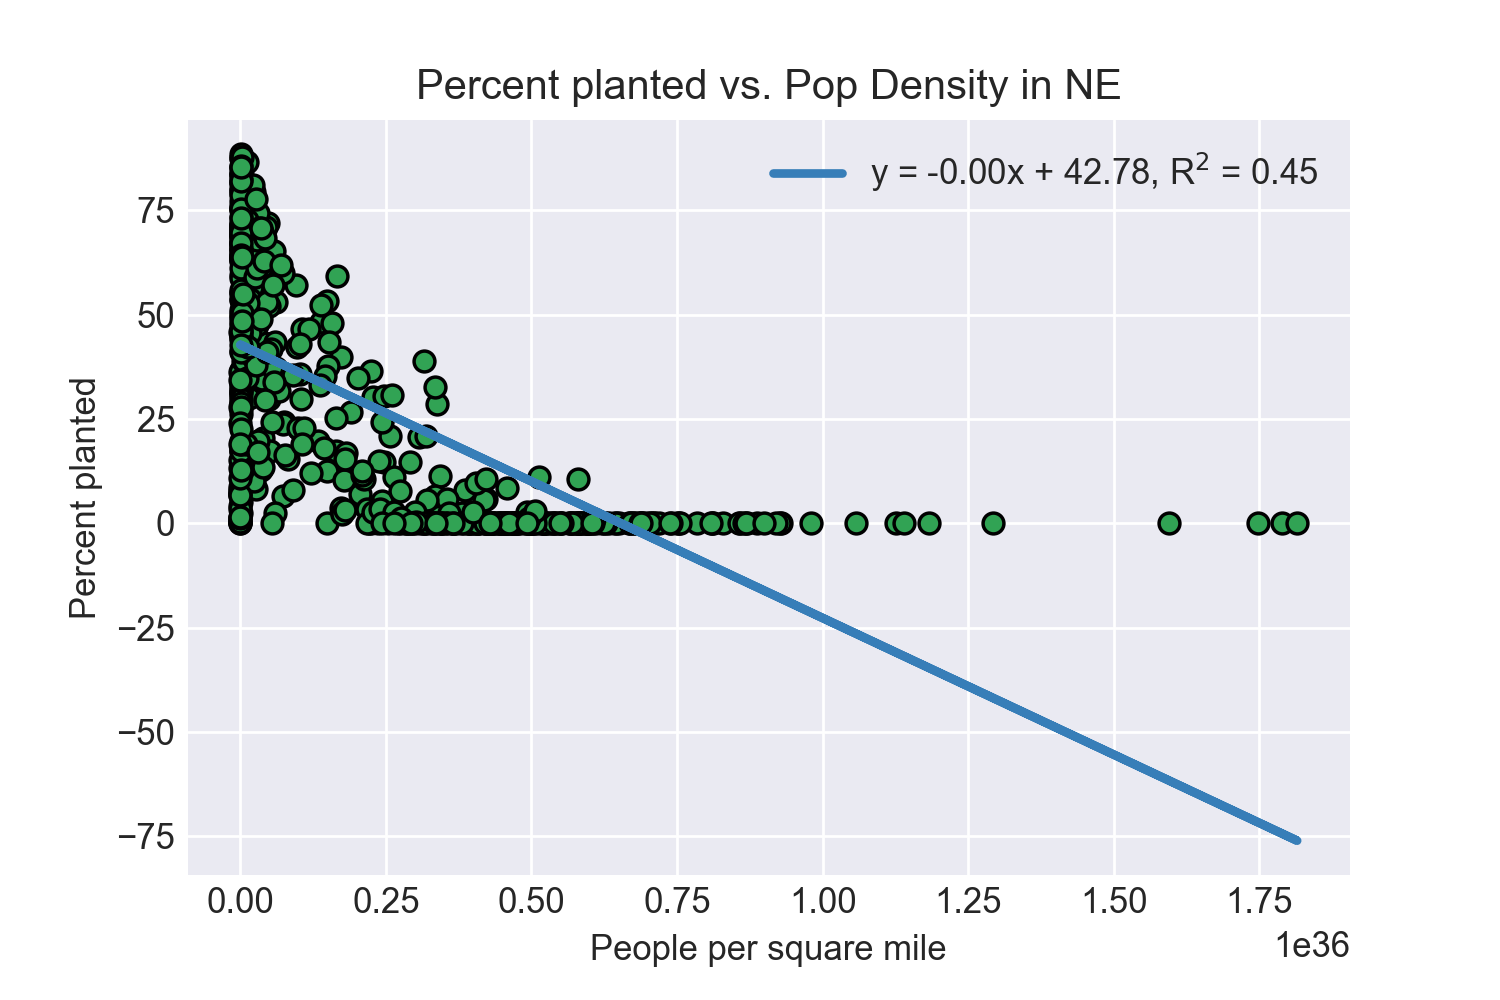 Percent planted vs. Pop Density in NE
y = -0.00x + 42.78, R² = 0.45
75
50
25
0
−25
−50
−75
Percent planted
0.00 0.25 0.50 0.75 1.00 1.25 1.50 1.75
People per square mile
1e36